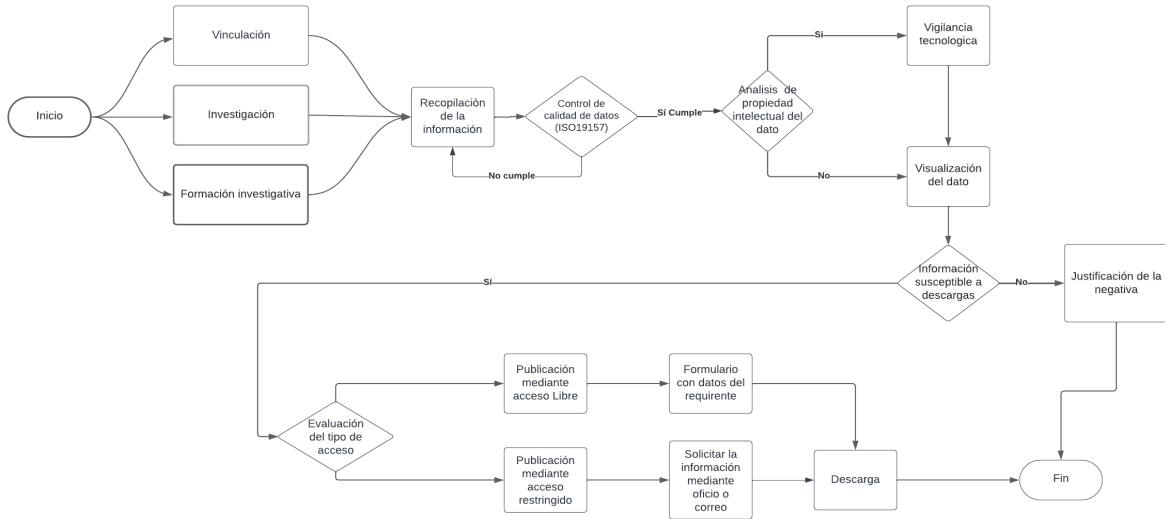 Inicio
Vinculación
Investigación
Formación investigativa
Recopilaciòn
de la
información
Control de
calidad de datos
(ISO19157)
No cumple
Sí Cumple
Analisis de
propiedad
intelectual del
dato
Si
No
Vigilancia
tecnologica
Visualización
del dato
Información
susceptible a
descargas
No
Justificación de la
negativa
Sí
Evaluación
del tipo de
acceso
Publicación
mediante
acceso Libre
Formulario
con datos del
requirente
Publicación
mediante
acceso
restringido
Solicitar la
información
mediante
oficio o
correo
Descarga
Fin